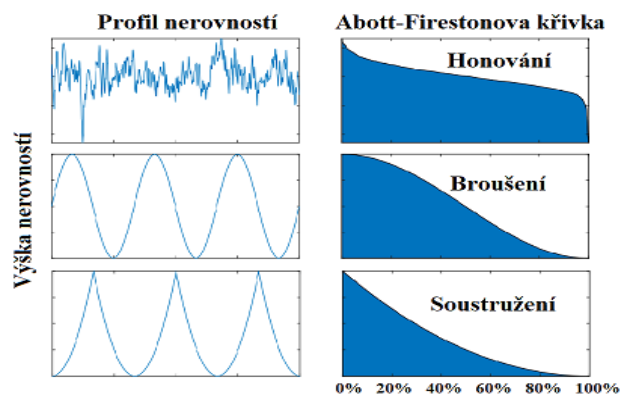 Profil nerovností
Abott-Firestonova křivka
Výška nerovností
Honování
Broušení
Soustružení
0% 20% 40% 60% 80% 100%